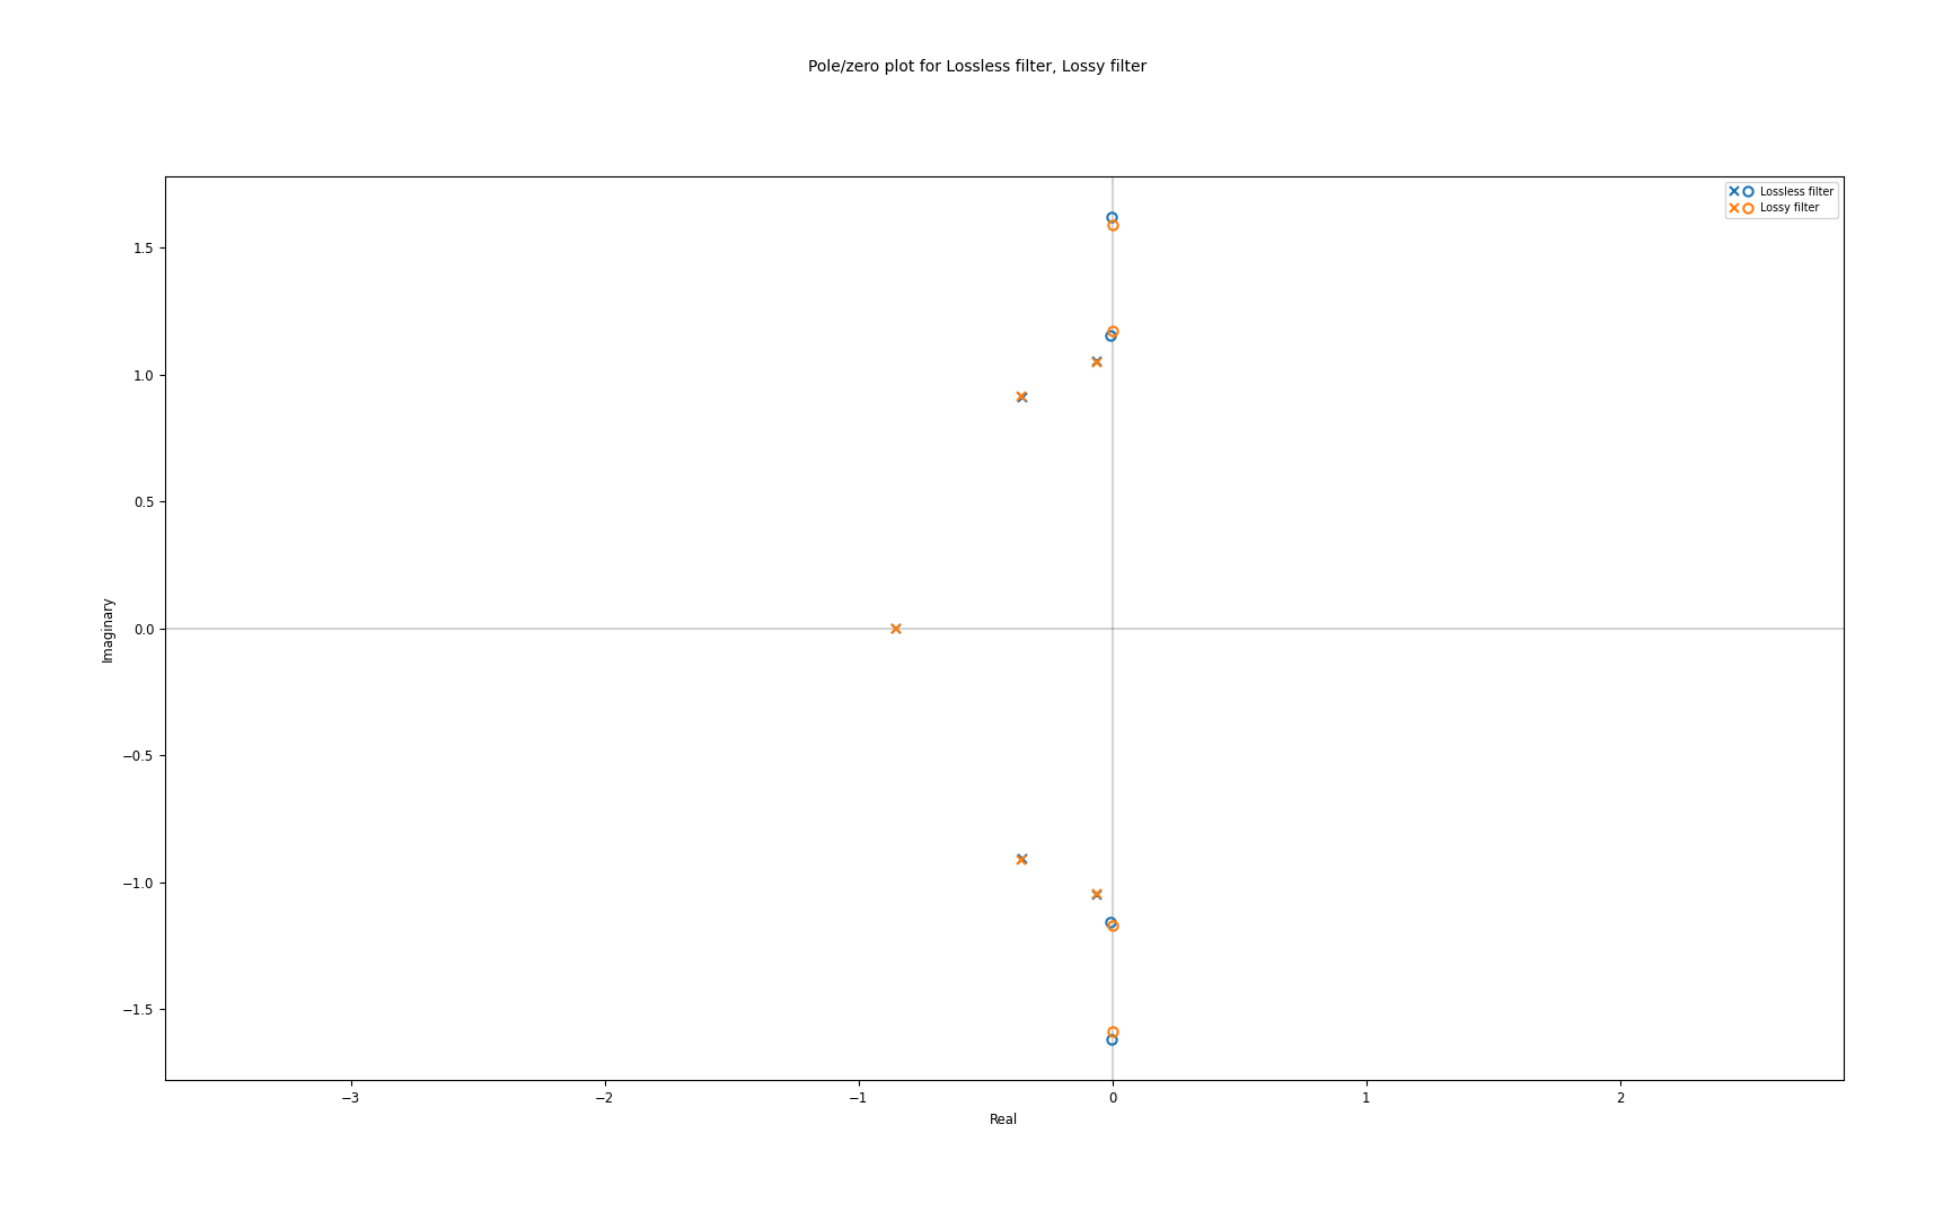 Pole/zero plot for Lossless filter, Lossy filter
Lossless filter
Lossy filter
1.5
1.0
0.5
0.0
−0.5
−1.0
−1.5
Imaginary
−3
−2
−1
0
1
2
Real